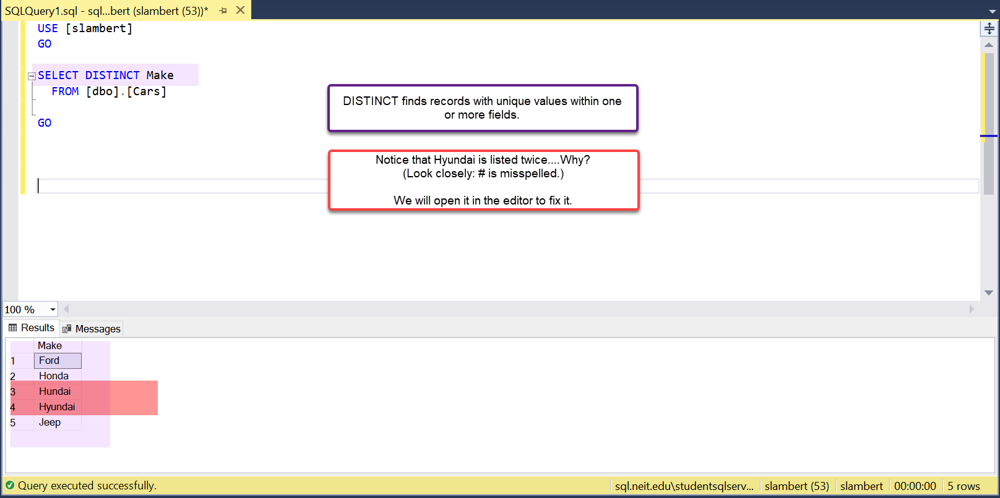 SQLQuery1.sql - sql...bert (slambert (53))*
USE [slambert]
GO
SELECT DISTINCT Make
FROM [dbo].[Cars]
GO
DISTINCT finds records with unique values within one
or more fields.
Notice that Hyundai is listed twice....Why?
(Look closely: # is misspelled.)
We will open it in the editor to fix it.
100 %
Results Messages
Make
1 Ford
2 Honda
3 Hundai
4 Hyundai
5 Jeep
Query executed successfully. sql.neit.edu\studentsqlserv... slambert (53) slambert 00:00:00 5 rows